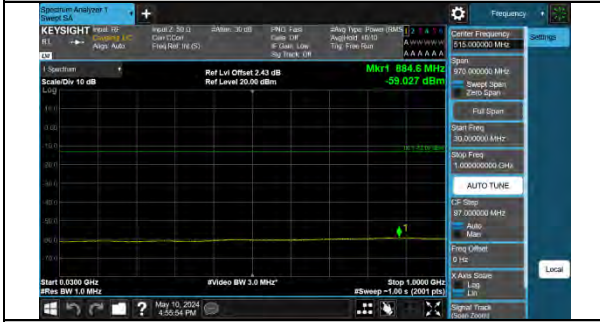 Spectrum Analyzer 1
Swept SA
Frequency
KEYSIGHT
Input: RF
Input Z: 50 Ω
#Atten: 30 dB
PNO: Fast
#Avg Type: Power (RMS)
1 2 3 4 5 6
Align: Auto
Freq Ref: Int (S)
Gate: Off
IF Gain: Low
Sig Track: Off
Avg|Hold: 10/10
Trig: Free Run
A W W W W W
A A A A A A
Center Frequency
515.000000 MHz
Settings
Span
970.000000 MHz
Swept Span
Zero Span
Full Span
Start Freq
30.000000 MHz
Stop Freq
1.000000000 GHz
AUTO TUNE
CF Step
97.000000 MHz
Auto
Man
Freq Offset
0 Hz
X Axis Scale
Log
Lin
Signal Track
(Span Zoom)
Local
1 Spectrum
Scale/Div 10 dB
Log
Ref Lvl Offset 2.43 dB
Ref Level 20.00 dBm
Mkr1 884.6 MHz
-59.027 dBm
1
Start 0.0300 GHz
#Res BW 1.0 MHz
#Video BW 3.0 MHz*
Stop 1.0000 GHz
#Sweep ~1.00 s (2001 pts)
May 10, 2024
4:55:54 PM